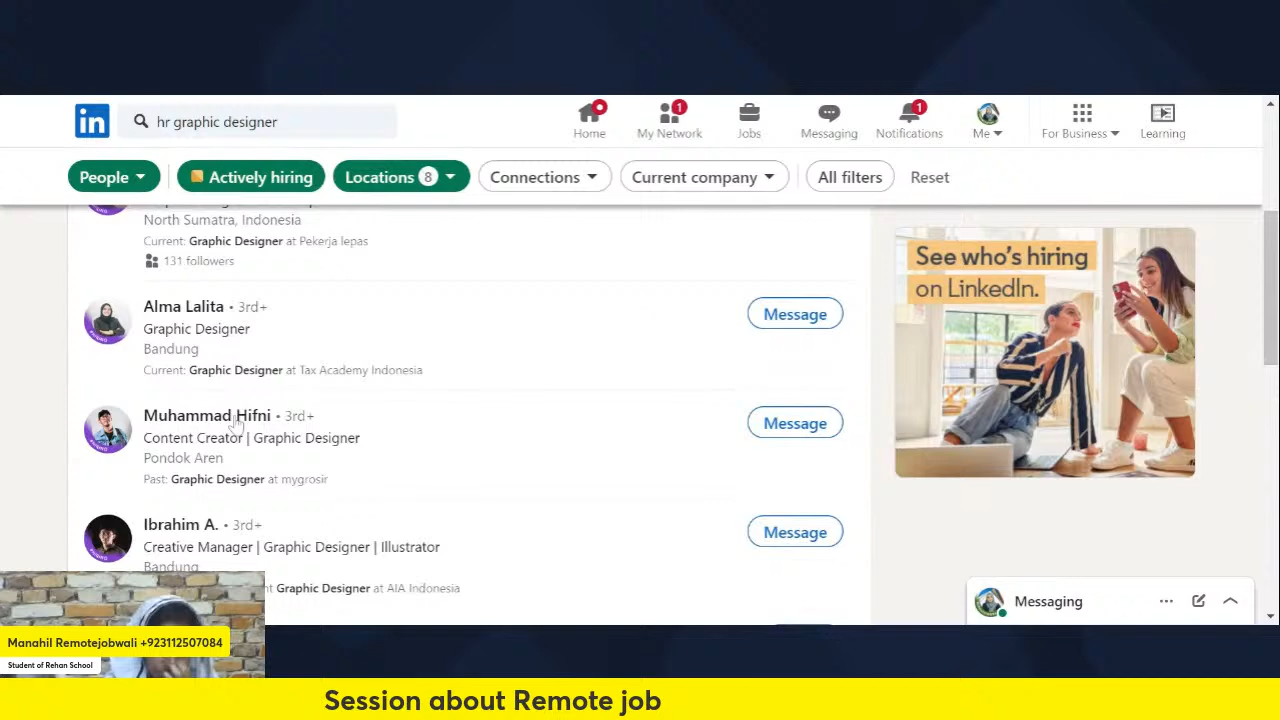 in
hr graphic designer
Home
1
My Network
Jobs
Messaging
1
Notifications
Me
For Business
Learning
People
Actively hiring
Locations 8
Connections
Current company
All filters
Reset
North Sumatra, Indonesia
Current: Graphic Designer at Pekerja lepas
131 followers
Alma Lalita • 3rd+
Graphic Designer
Bandung
Current: Graphic Designer at Tax Academy Indonesia
Message
Muhammad Hifni • 3rd+
Content Creator | Graphic Designer
Pondok Aren
Past: Graphic Designer at mygrosir
Message
Ibrahim A. • 3rd+
Creative Manager | Graphic Designer | Illustrator
Bandung
Graphic Designer at AIA Indonesia
Message
See who's hiring
on LinkedIn.
Messaging
Manahil Remotejobwali +923112507084
Student of Rehan School
Session about Remote job